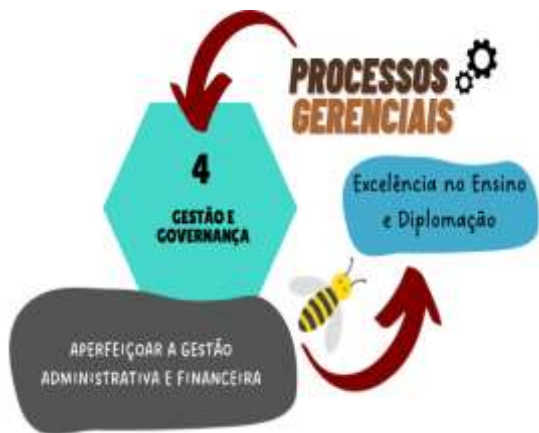 PROCESSOS
GERENCIAIS
4
GESTÃO E
GOVERNANÇA
Excelência no Ensino
e Diplomação
APERFEIÇOAR A GESTÃO
ADMINISTRATIVA E FINANCEIRA